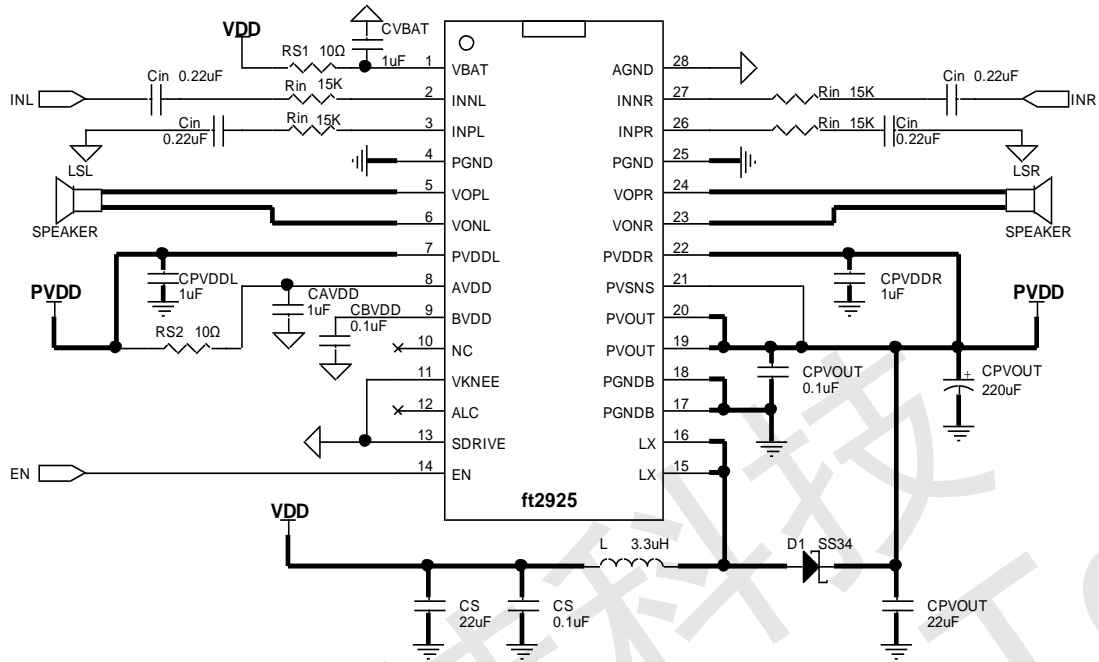 VDD
CVBAT
RS1 10Ω
1uF
1 VBAT
AGND 28
INL
Cin 0.22uF
Rin 15K
2 INNL
INNR 27
Rin 15K
Cin 0.22uF
INR
Cin
0.22uF
Rin 15K
3 INPL
INPR 26
Rin 15K
Cin
0.22uF
LSL
4 PGND
PGND 25
LSR
5 VOPL
VOPR 24
SPEAKER
6 VONL
VONR 23
SPEAKER
7 PVDDL
PVDDR 22
CPVDDL
1uF
CPVDDR
1uF
PVDD
8 AVDD
PVSNS 21
PVDD
CAVDD
1uF
CBVDD
0.1uF
9 BVDD
PVOUT 20
RS2 10Ω
10 NC
PVOUT 19
11 VKNEE
PGNDB 18
CPVOUT
0.1uF
+
CPVOUT
220uF
12 ALC
PGNDB 17
13 SDRIVE
LX 16
EN
14 EN
LX 15
ft2925
VDD
L 3.3uH
D1 SS34
CS
22uF
CS
0.1uF
CPVOUT
22uF
科技